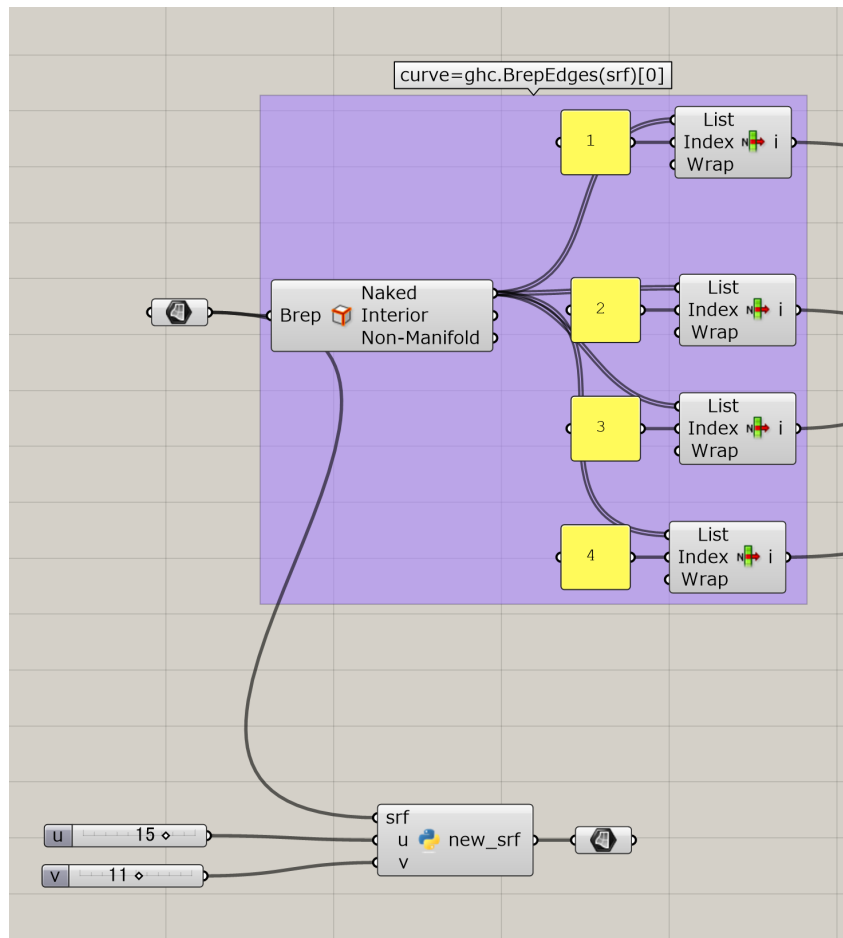 curve=ghc.BrepEdges(srf)[0]
1
List
Index N i
Wrap
Naked
Brep Interior
Non-Manifold
2
List
Index N i
Wrap
3
List
Index N i
Wrap
4
List
Index N i
Wrap
srf
u 15
u new_srf
v
v 11